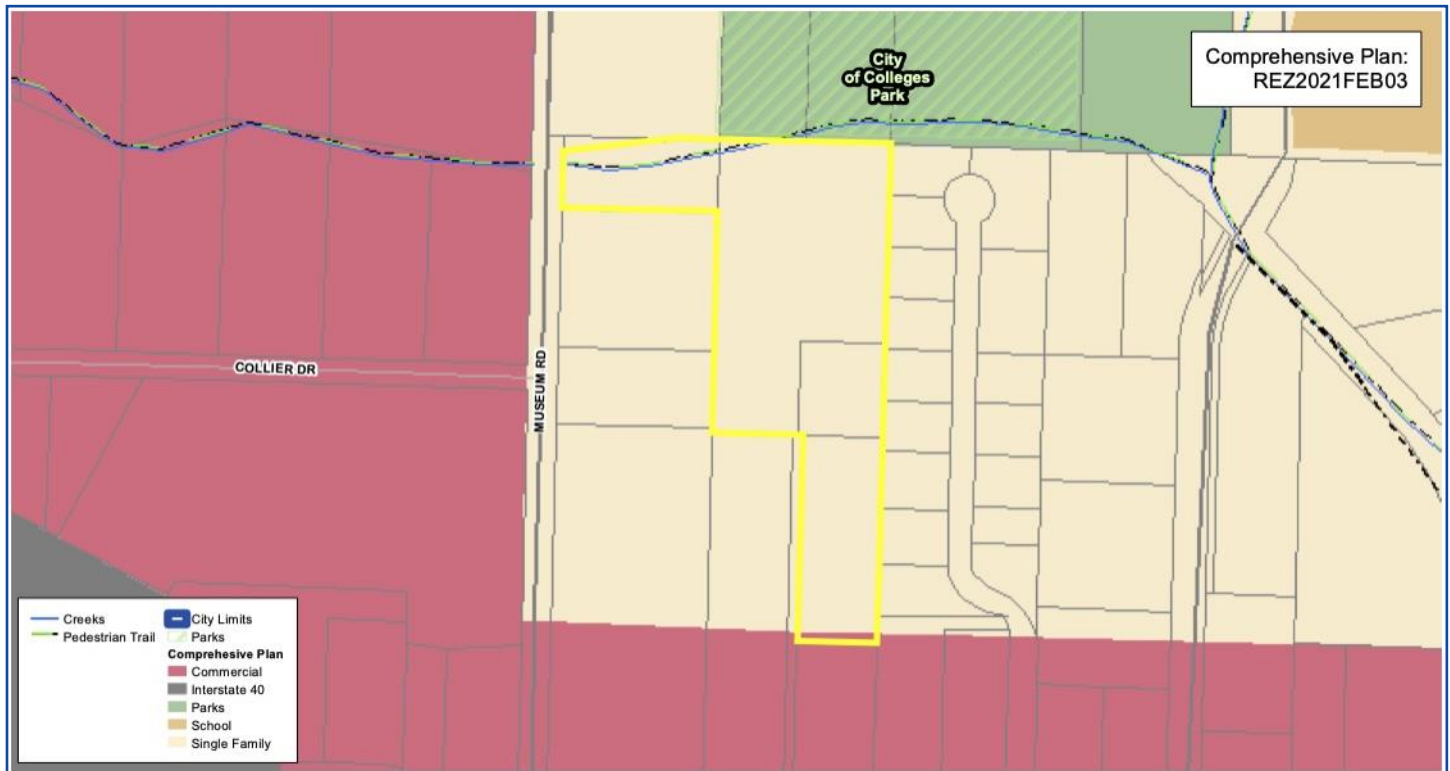 City
of Colleges
Park
Comprehensive Plan:
REZ2021FEB03
COLLIER DR
MUSEUM RD
Creeks
Pedestrian Trail
City Limits
Parks
Comprehesive Plan
Commercial
Interstate 40
Parks
School
Single Family